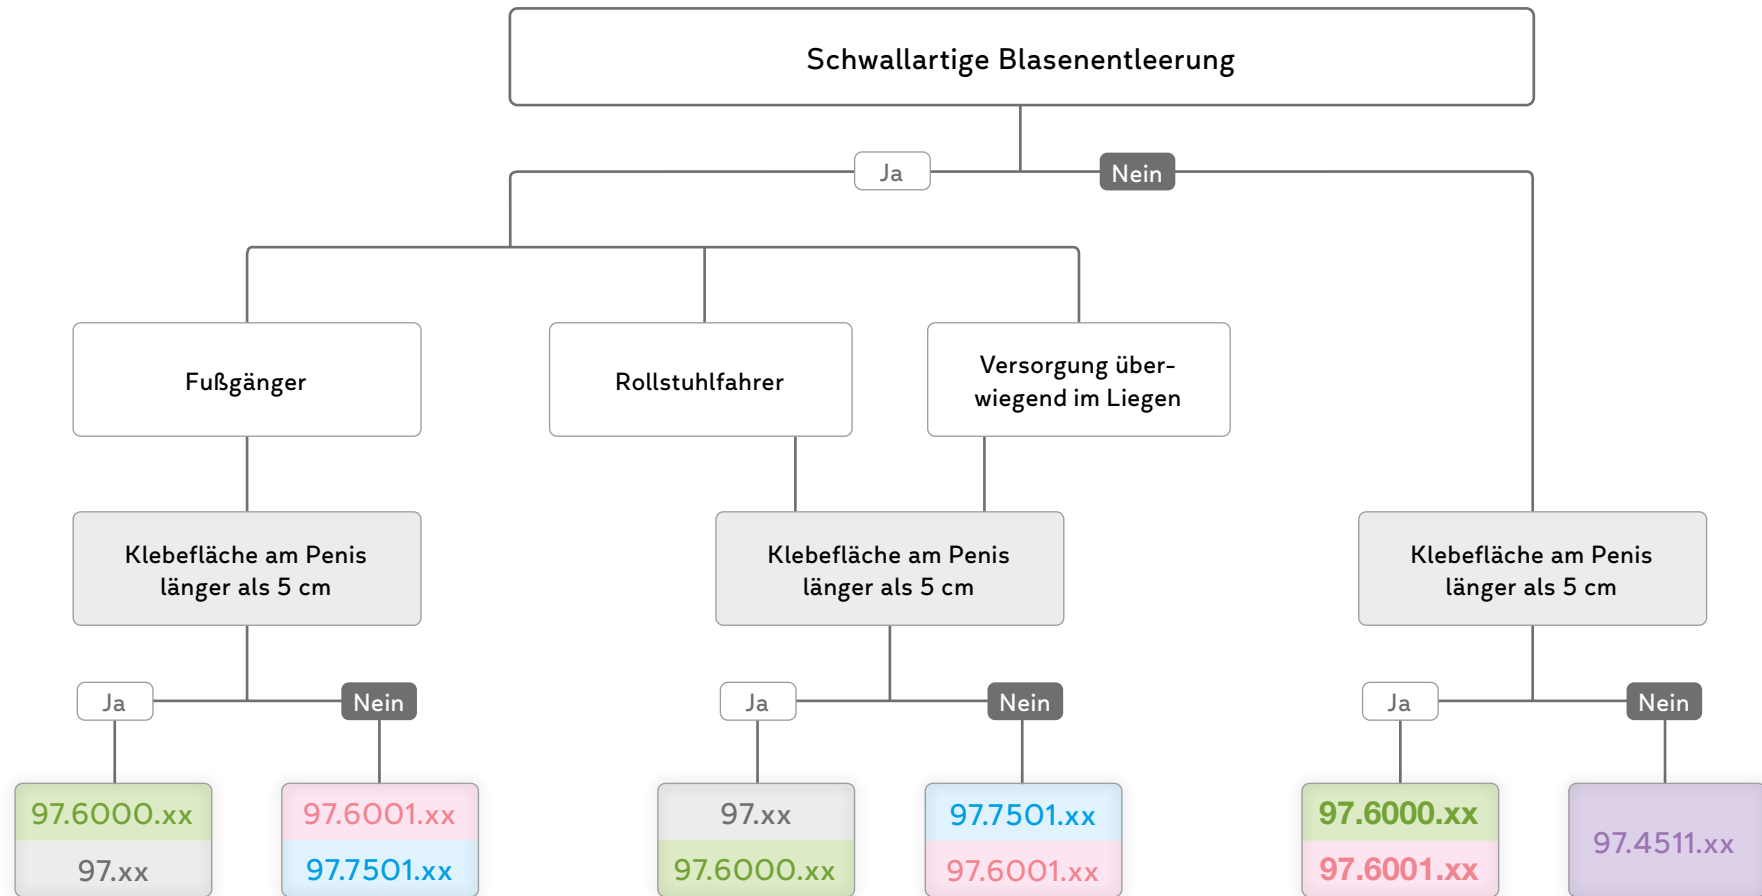 Schwallartige Blasenentleerung
Ja
Nein
Fußgänger
Rollstuhlfahrer
Versorgung über-
wiegend im Liegen
Klebefläche am Penis
länger als 5 cm
Klebefläche am Penis
länger als 5 cm
Klebefläche am Penis
länger als 5 cm
Ja
Nein
Ja
Nein
Ja
Nein
97.6000.xx
97.xx
97.6001.xx
97.7501.xx
97.xx
97.6000.xx
97.7501.xx
97.6001.xx
97.6000.xx
97.6001.xx
97.4511.xx